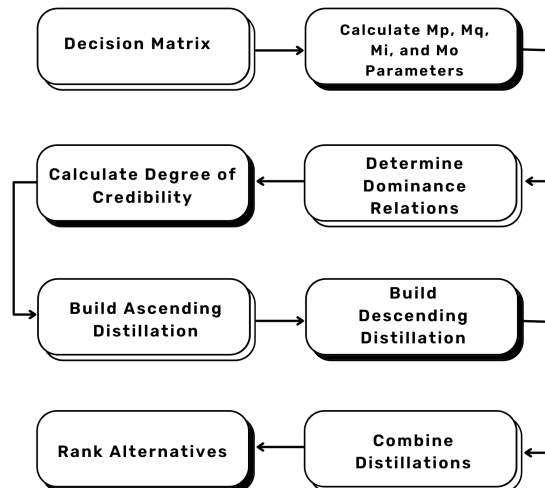 Decision Matrix
Calculate Mp, Mq,
Mi, and Mo
Parameters
Determine
Dominance
Relations
Calculate Degree of
Credibility
Build Ascending
Distillation
Build
Descending
Distillation
Combine
Distillations
Rank Alternatives